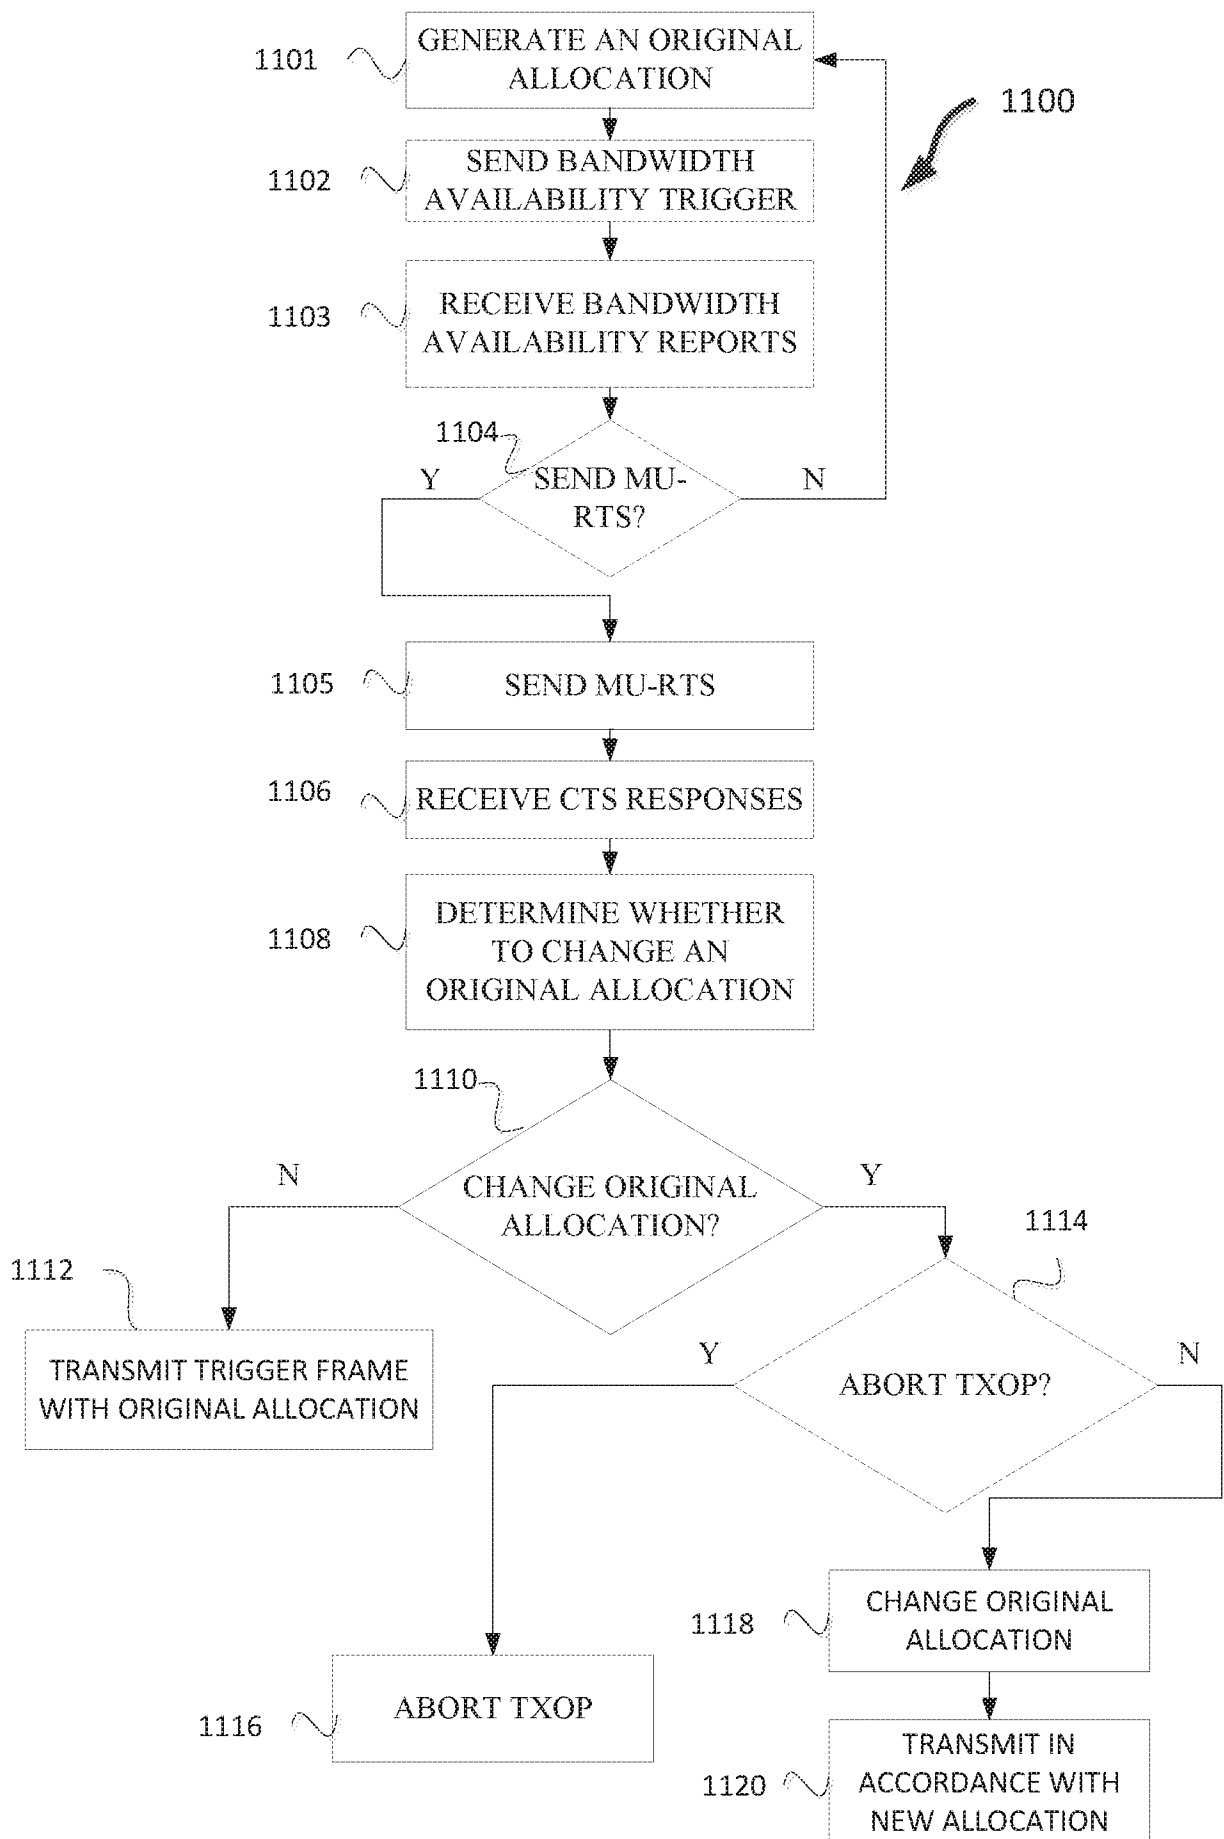 GENERATE AN ORIGINAL
ALLOCATION
1101
1100
SEND BANDWIDTH
AVAILABILITY TRIGGER
1102
RECEIVE BANDWIDTH
AVAILABILITY REPORTS
1103
1104
Y
SEND MU-
RTS?
N
1105
SEND MU-RTS
1106
RECEIVE CTS RESPONSES
DETERMINE WHETHER
TO CHANGE AN
ORIGINAL ALLOCATION
1108
1110
N
CHANGE ORIGINAL
ALLOCATION?
Y
1114
1112
TRANSMIT TRIGGER FRAME
WITH ORIGINAL ALLOCATION
Y
ABORT TXOP?
N
CHANGE ORIGINAL
ALLOCATION
1118
ABORT TXOP
1116
TRANSMIT IN
ACCORDANCE WITH
NEW ALLOCATION
1120